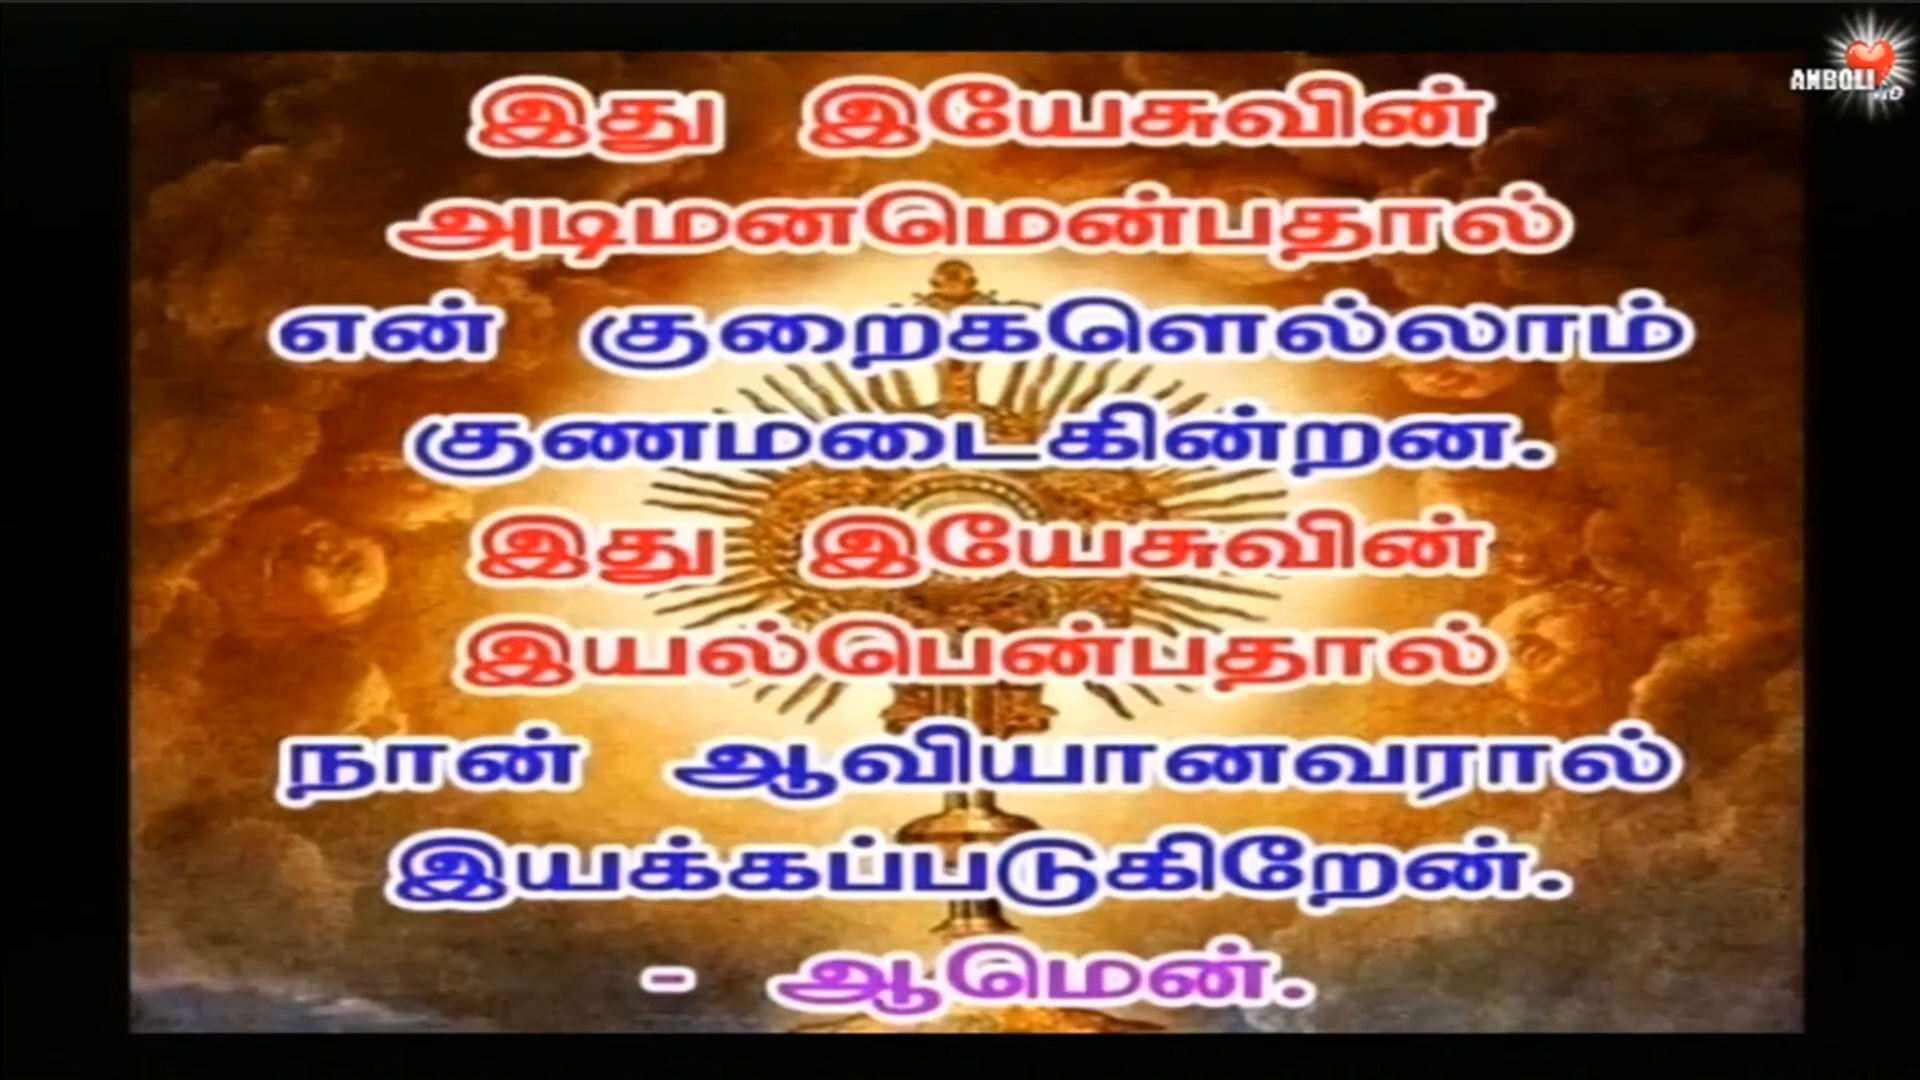 இது இயேசுவின்
அடிமனமென்பதால்
என் குறைகளெல்லாம்
குணமடைகின்றன.
இது இயேசுவின்
இயல்பென்பதால்
நான் ஆவியானவரால்
இயக்கப்படுகிறேன்.
- ஆமென்.
ANBOLI
HD